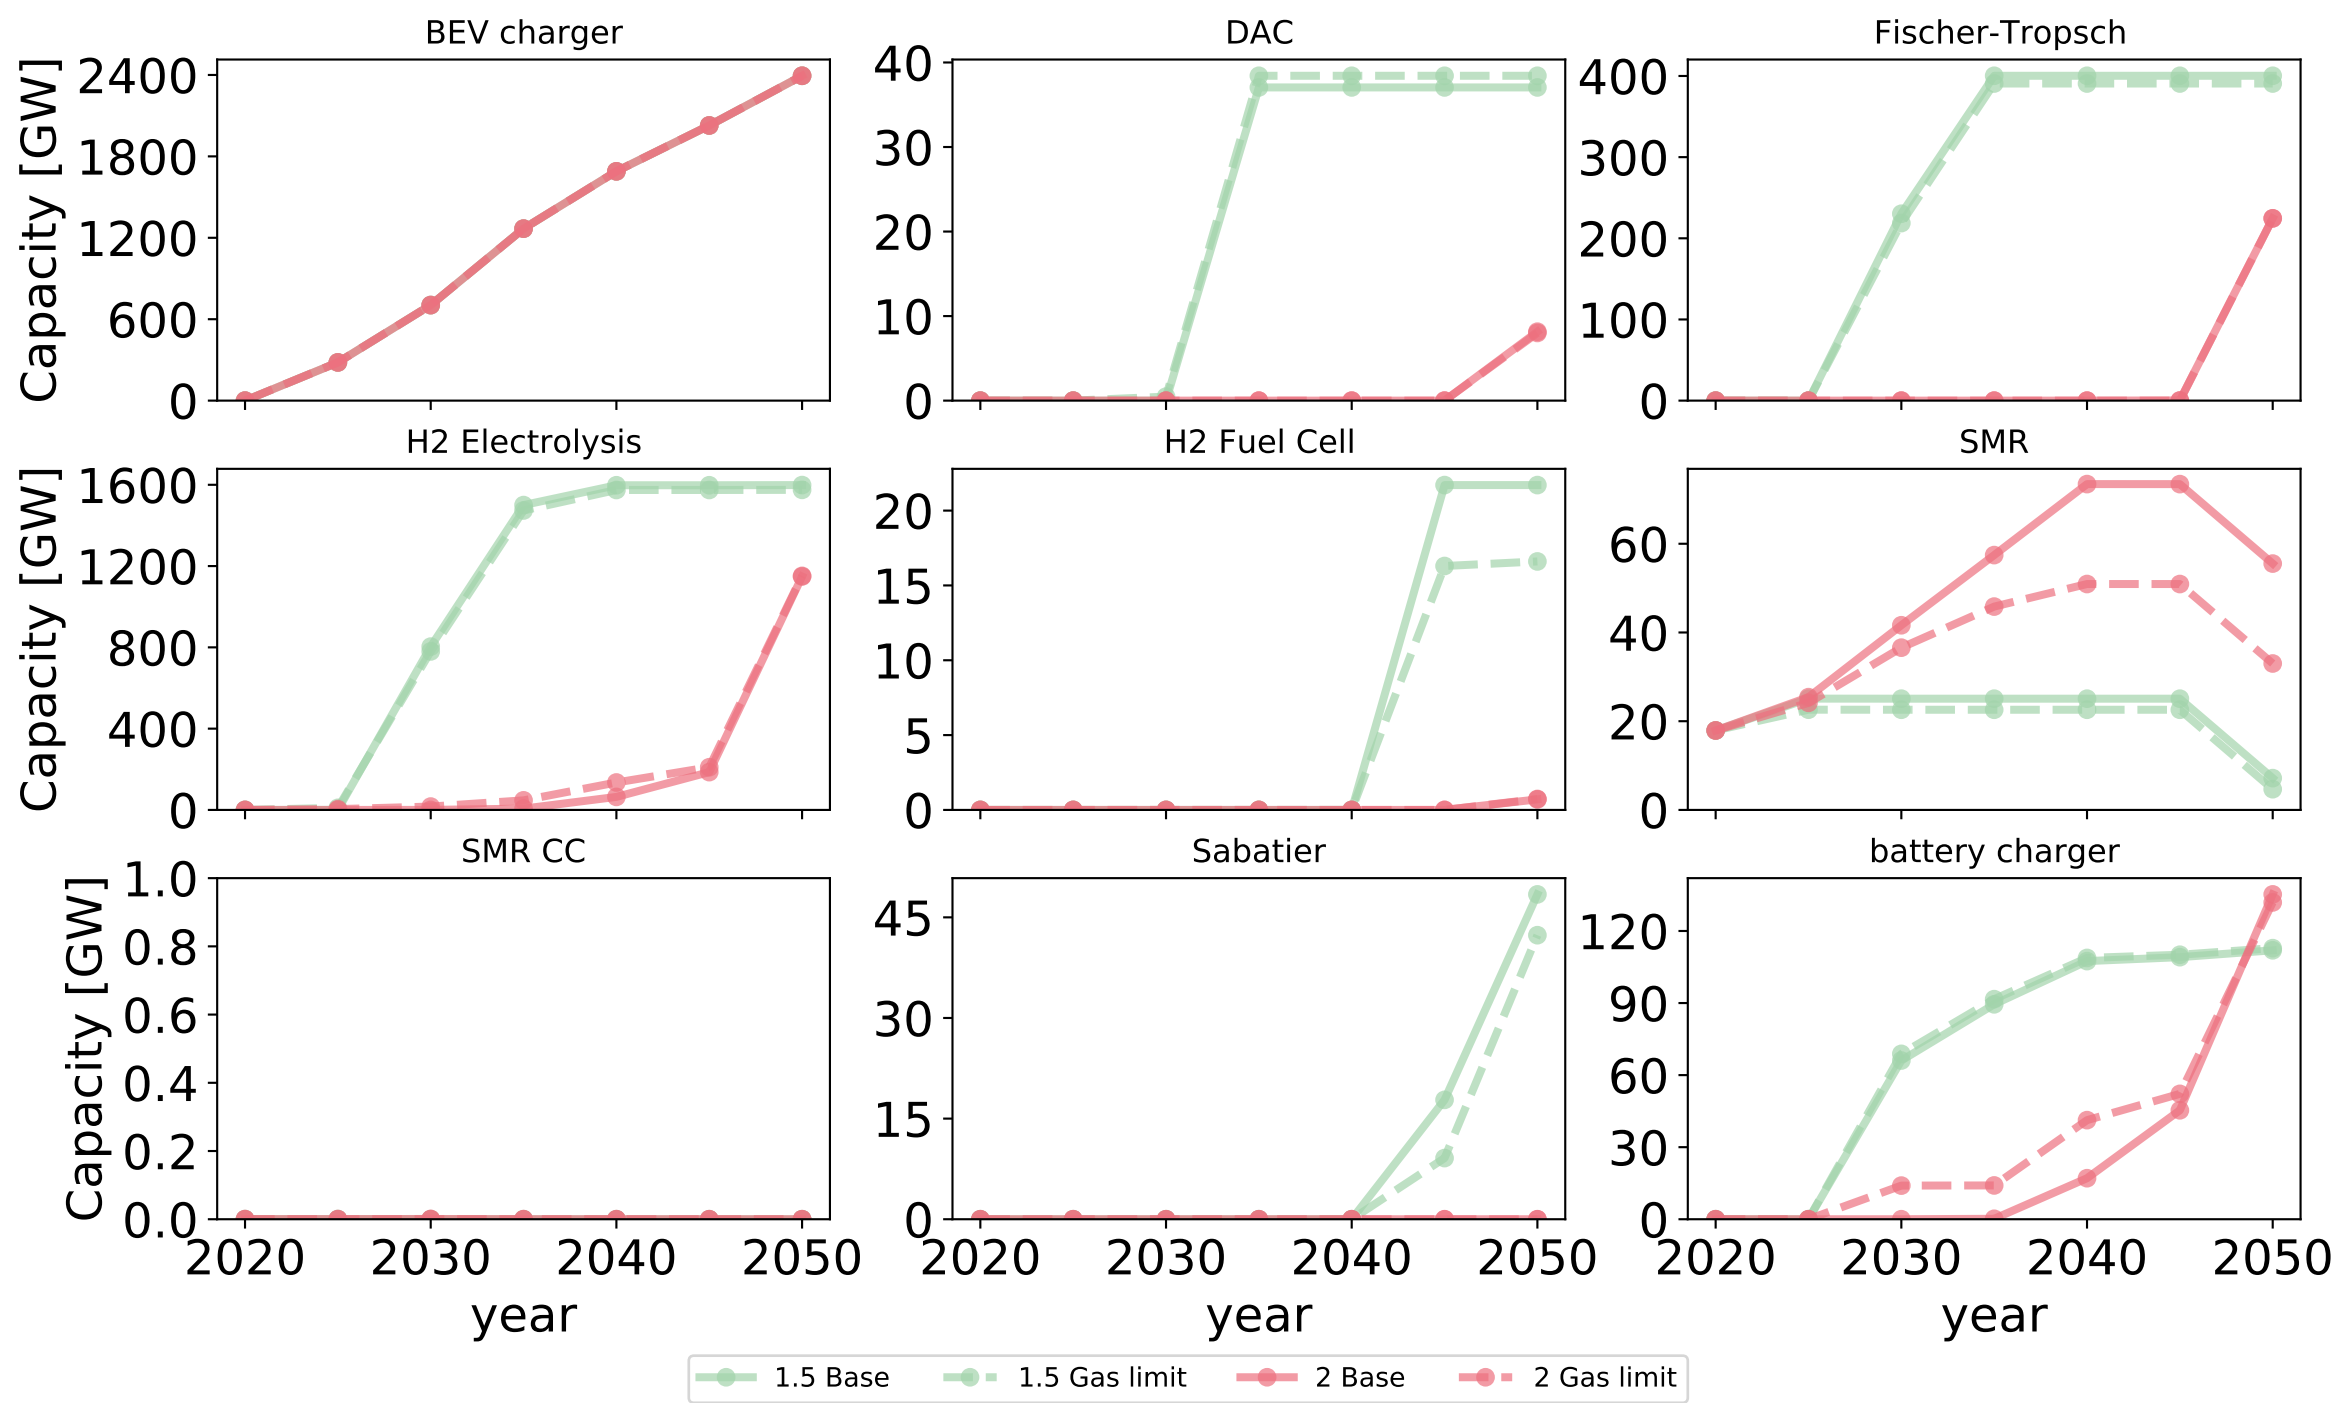 BEV charger
DAC
Fischer-Tropsch
Capacity [GW]
2400
1800
1200
600
0
40
30
20
10
0
400
300
200
100
0
H2 Electrolysis
H2 Fuel Cell
SMR
Capacity [GW]
1600
1200
800
400
0
20
15
10
5
0
60
40
20
0
SMR CC
Sabatier
battery charger
Capacity [GW]
1.0
0.8
0.6
0.4
0.2
0.0
45
30
15
0
120
90
60
30
0
2020 2030 2040 2050
2020 2030 2040 2050
2020 2030 2040 2050
year
year
year
1.5 Base 1.5 Gas limit 2 Base 2 Gas limit